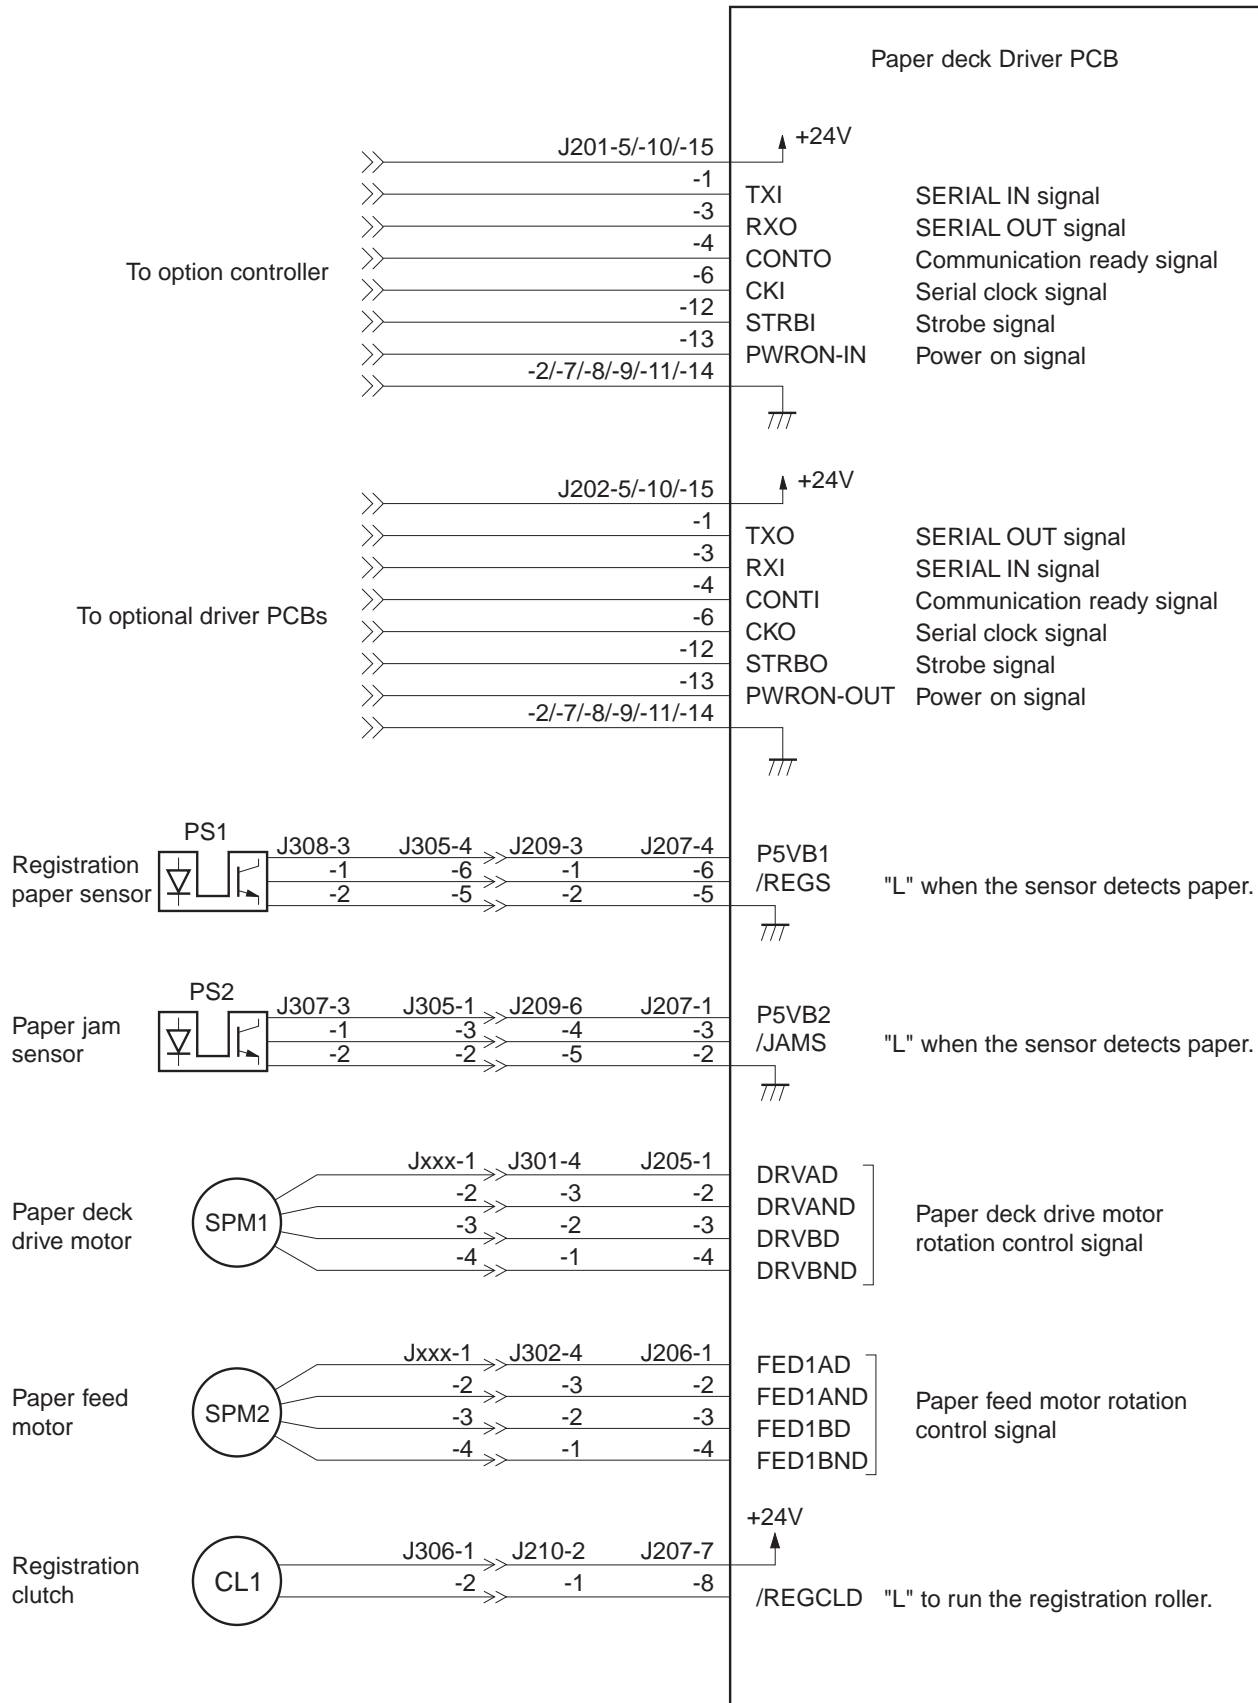 Paper deck Driver PCB
J201-5/-10/-15 +24V
-1 TXI SERIAL IN signal
-3 RXO SERIAL OUT signal
-4 CONTO Communication ready signal
To option controller
-6 CKI Serial clock signal
-12 STRBI Strobe signal
-13 PWRON-IN Power on signal
-2/-7/-8/-9/-11/-14
J202-5/-10/-15 +24V
-1 TXO SERIAL OUT signal
-3 RXI SERIAL IN signal
-4 CONTI Communication ready signal
To optional driver PCBs
-6 CKO Serial clock signal
-12 STRBO Strobe signal
-13 PWRON-OUT Power on signal
-2/-7/-8/-9/-11/-14
PS1
Registration
paper sensor
J308-3 J305-4 J209-3 J207-4 P5VB1
-1 -6 -1 -6 /REGS "L" when the sensor detects paper.
-2 -5 -2 -5
PS2
Paper jam
sensor
J307-3 J305-1 J209-6 J207-1 P5VB2
-1 -3 -4 -3 /JAMS "L" when the sensor detects paper.
-2 -2 -5 -2
Paper deck
drive motor
SPM1
Jxxx-1 J301-4 J205-1 DRVAD
-2 -3 -2 DRVAND
-3 -2 -3 DRVBD
-4 -1 -4 DRVBND
Paper deck drive motor
rotation control signal
Paper feed
motor
SPM2
Jxxx-1 J302-4 J206-1 FED1AD
-2 -3 -2 FED1AND
-3 -2 -3 FED1BD
-4 -1 -4 FED1BND
Paper feed motor rotation
control signal
+24V
Registration
clutch
CL1
J306-1 J210-2 J207-7
-2 -1 -8 /REGCLD "L" to run the registration roller.